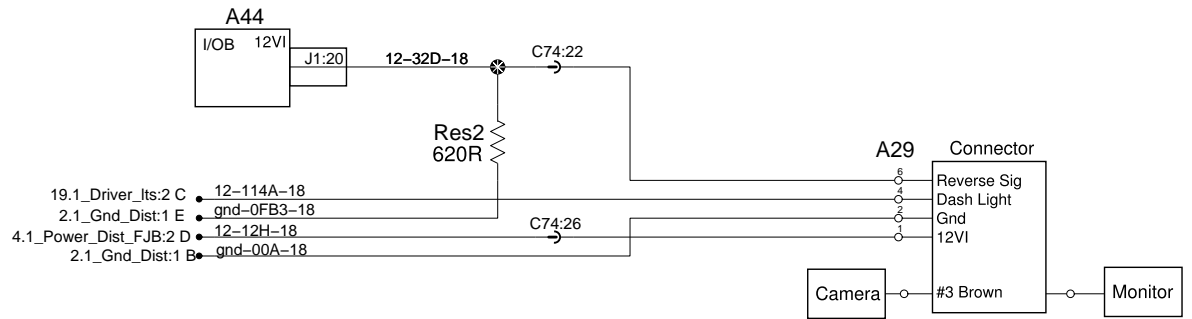 A44
I/OB 12VI
J1:20
12-32D-18
C74:22
Res2
620R
A29
Connector
6
Reverse Sig
4
Dash Light
2
Gnd
1
12VI
#3 Brown
19.1_Driver_lts:2 C
12-114A-18
2.1_Gnd_Dist:1 E
gnd-0FB3-18
4.1_Power_Dist_FJB:2 D
12-12H-18
C74:26
2.1_Gnd_Dist:1 B
gnd-00A-18
Camera
Monitor